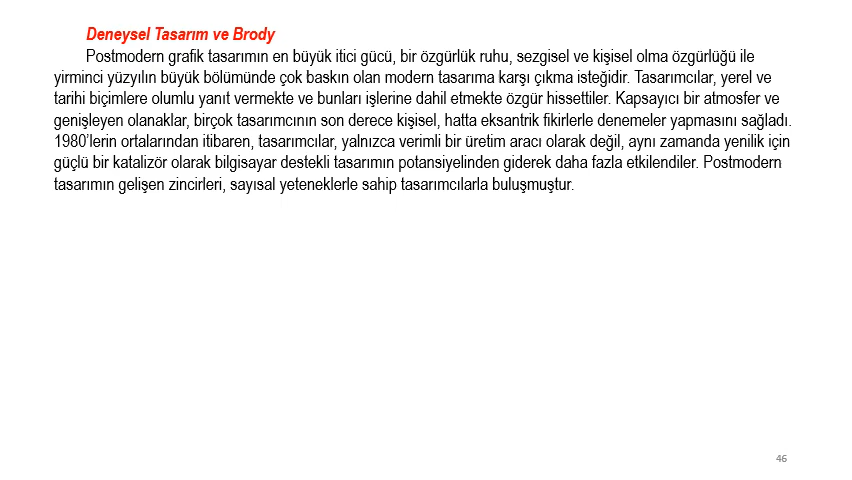 Deneysel Tasarım ve Brody
Postmodern grafik tasarımın en büyük itici gücü, bir özgürlük ruhu, sezgisel ve kişisel olma özgürlüğü ile
yirminci yüzyılın büyük bölümünde çok baskın olan modern tasarıma karşı çıkma isteğidir. Tasarımcılar, yerel ve
tarihi biçimlere olumlu yanıt vermekte ve bunları işlerine dahil etmekte özgür hissettiler. Kapsayıcı bir atmosfer ve
genişleyen olanaklar, birçok tasarımcının son derece kişisel, hatta eksantrik fikirlerle denemeler yapmasını sağladı.
1980’lerin ortalarından itibaren, tasarımcılar, yalnızca verimli bir üretim aracı olarak değil, aynı zamanda yenilik için
güçlü bir katalizör olarak bilgisayar destekli tasarımın potansiyelinden giderek daha fazla etkilendiler. Postmodern
tasarımın gelişen zincirleri, sayısal yeteneklerle sahip tasarımcılarla buluşmuştur.
46